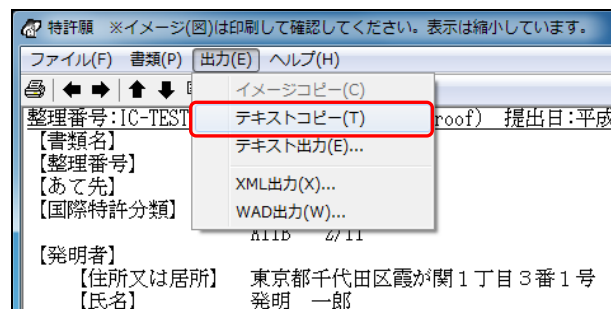 特許願　※イメージ(図)は印刷して確認してください。表示は縮小しています。
ファイル(F) 書類(P) 出力(E) ヘルプ(H)
イメージコピー(C)
テキストコピー(T)
テキスト出力(E)...
XML出力(X)...
WAD出力(W)...
整理番号:IC-TEST roof) 提出日:平成
【書類名】
【整理番号】
【あて先】
【国際特許分類】
【発明者】
【住所又は居所】 東京都千代田区霞が関１丁目３番１号
【氏名】 発明　一郎